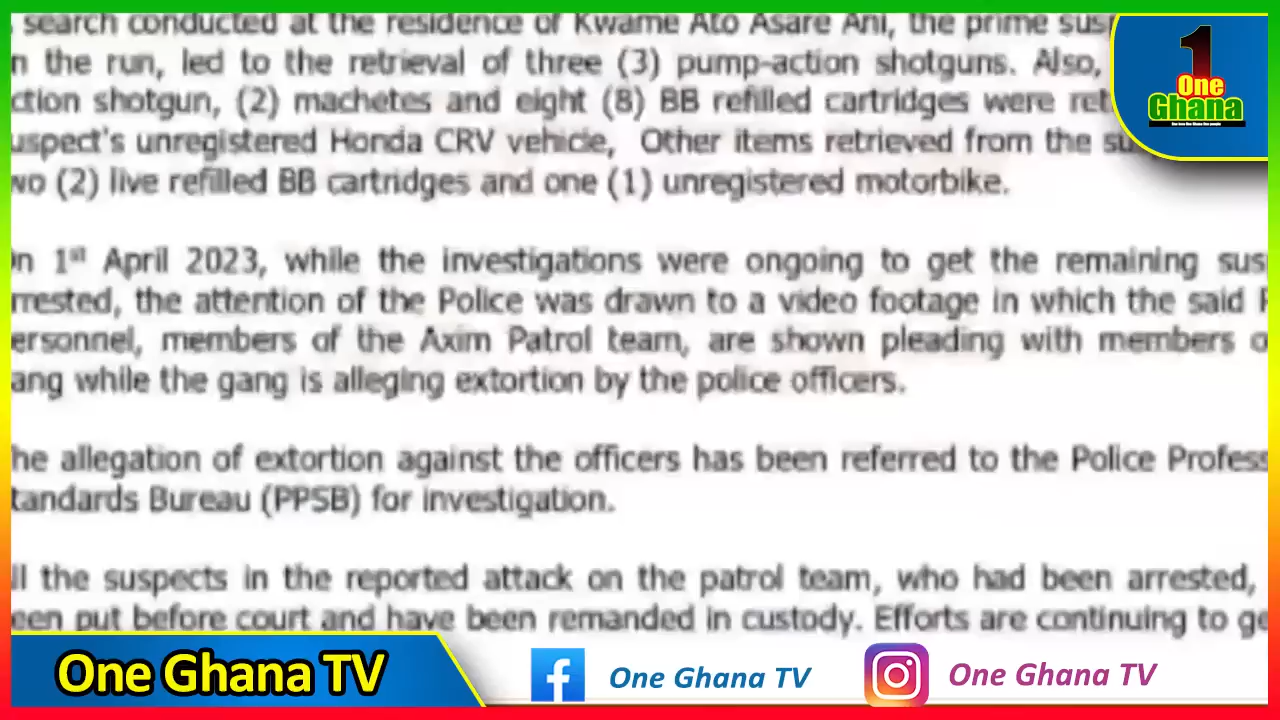 search conducted at the residence of Kwame Ato Asare Ani, the prime susp
n the run, led to the retrieval of three (3) pump-action shotguns. Also,
ction shotgun, (2) machetes and eight (8) BB refilled cartridges were ret
uspect's unregistered Honda CRV vehicle, Other items retrieved from the su
wo (2) live refilled BB cartridges and one (1) unregistered motorbike.
n 1st April 2023, while the investigations were ongoing to get the remaining sus
rrested, the attention of the Police was drawn to a video footage in which the said P
ersonnel, members of the Axim Patrol team, are shown pleading with members o
ang while the gang is alleging extortion by the police officers.
he allegation of extortion against the officers has been referred to the Police Profess
tandards Bureau (PPSB) for investigation.
ll the suspects in the reported attack on the patrol team, who had been arrested,
een put before court and have been remanded in custody. Efforts are continuing to ge
1
One
Ghana
One Ghana TV
One Ghana TV
One Ghana TV